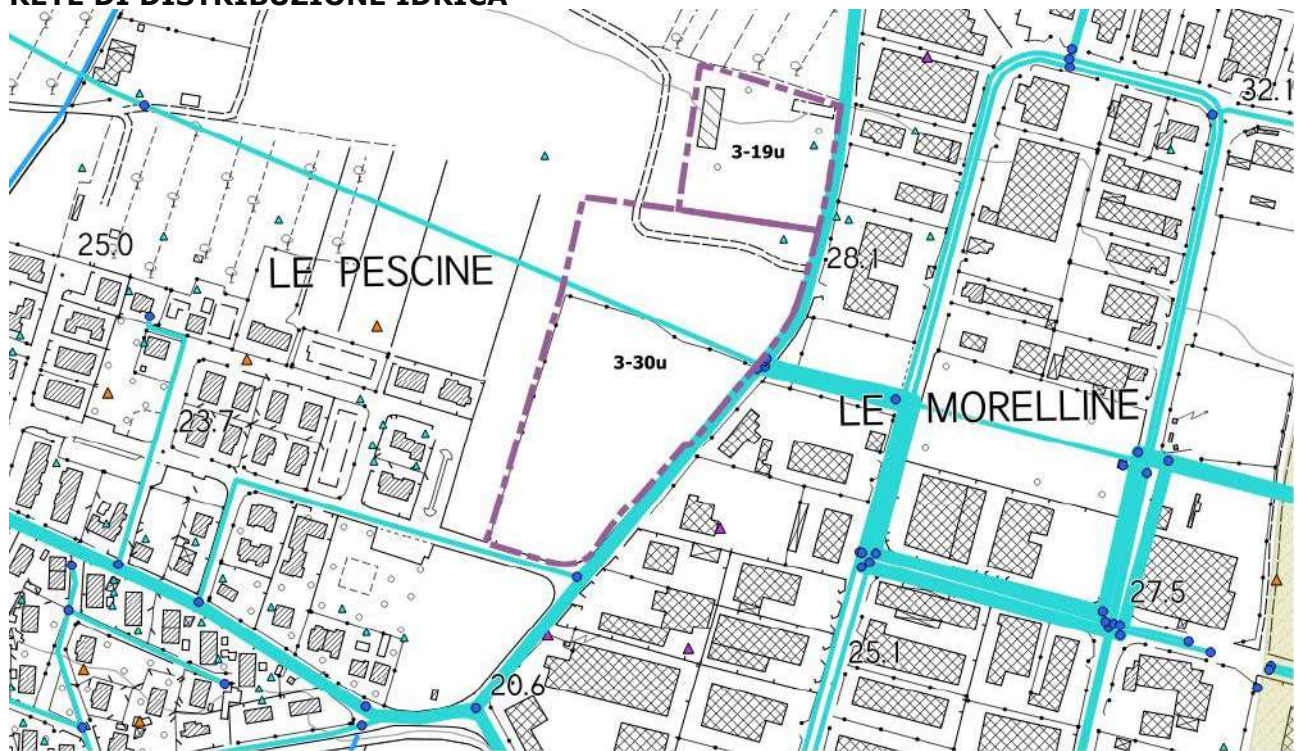 RETE DI DISTRIBUZIONE IDRICA
32.1
3-19u
25.0
LE PESCINE
28.1
3-30u
23.7
LE MORELLINE
27.5
25.1
20.6